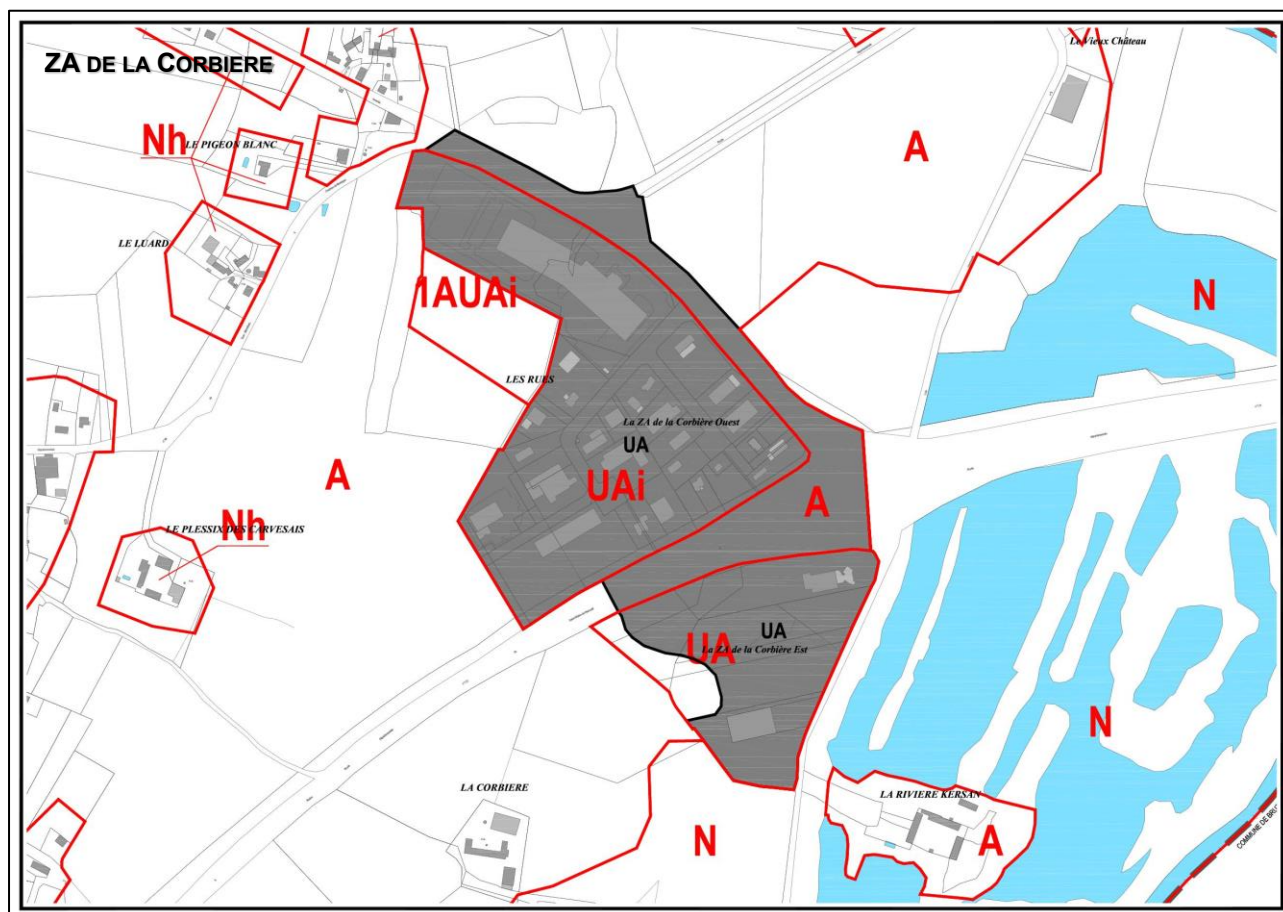 ZA DE LA CORBIERE
Le Vieux Château
Nh
LE PIGEON BLANC
A
LE LUARD
1AUAi
N
LES RUES
La ZA de la Corbière Ouest
UA
UAi
A
A
Nh
LE PLESSIX DES CARVESAIS
UA
UA
La ZA de la Corbière Est
N
LA CORBIERE
LA RIVIERE KERSAN
N
A